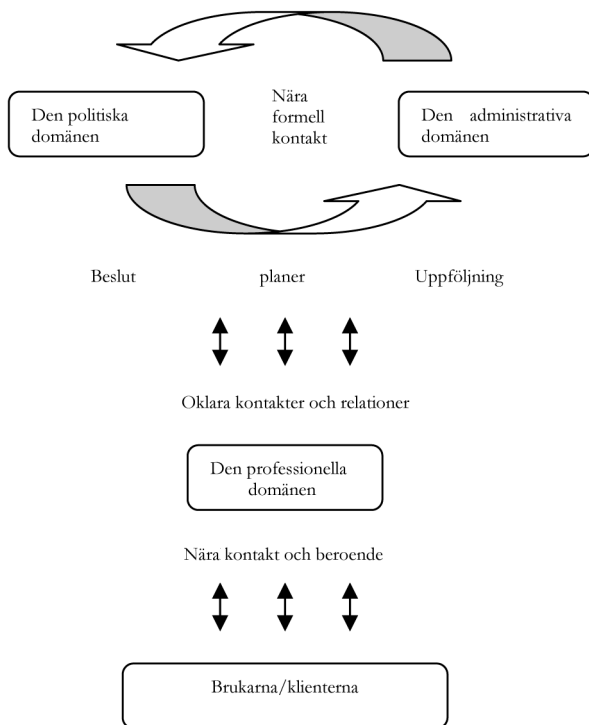 Den politiska
domänen
Nära
formell
kontakt
Den administrativa
domänen
Beslut planer Uppföljning
Oklara kontakter och relationer
Den professionella
domänen
Nära kontakt och beroende
Brukarna/klienterna